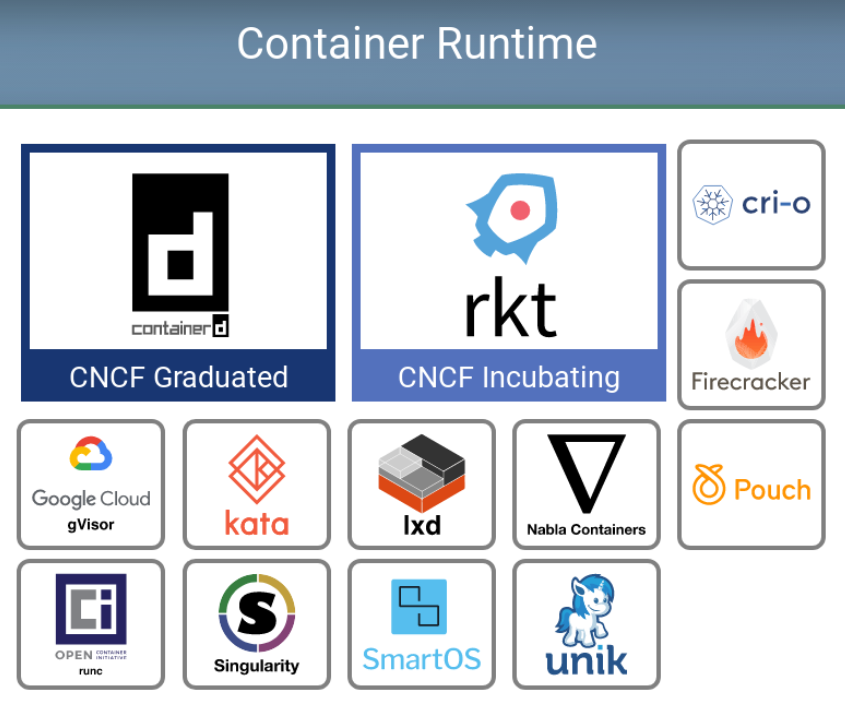 Container Runtime
containerd
CNCF Graduated
rkt
CNCF Incubating
cri-o
Firecracker
Google Cloud
gVisor
kata
lxd
Nabla Containers
Pouch
OPEN CONTAINER INITIATIVE
runc
Singularity
SmartOS
unik